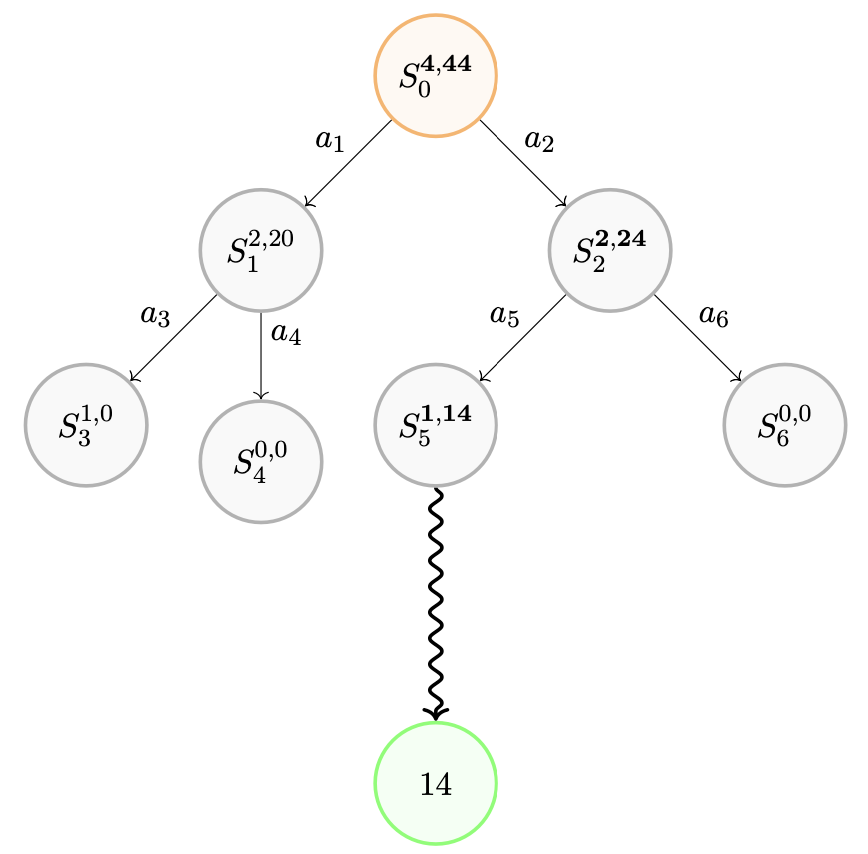 S_0^{4,44}
a_1
a_2
S_1^{2,20}
S_2^{2,24}
a_3
a_4
a_5
a_6
S_3^{1,0}
S_4^{0,0}
S_5^{1,14}
S_6^{0,0}
14